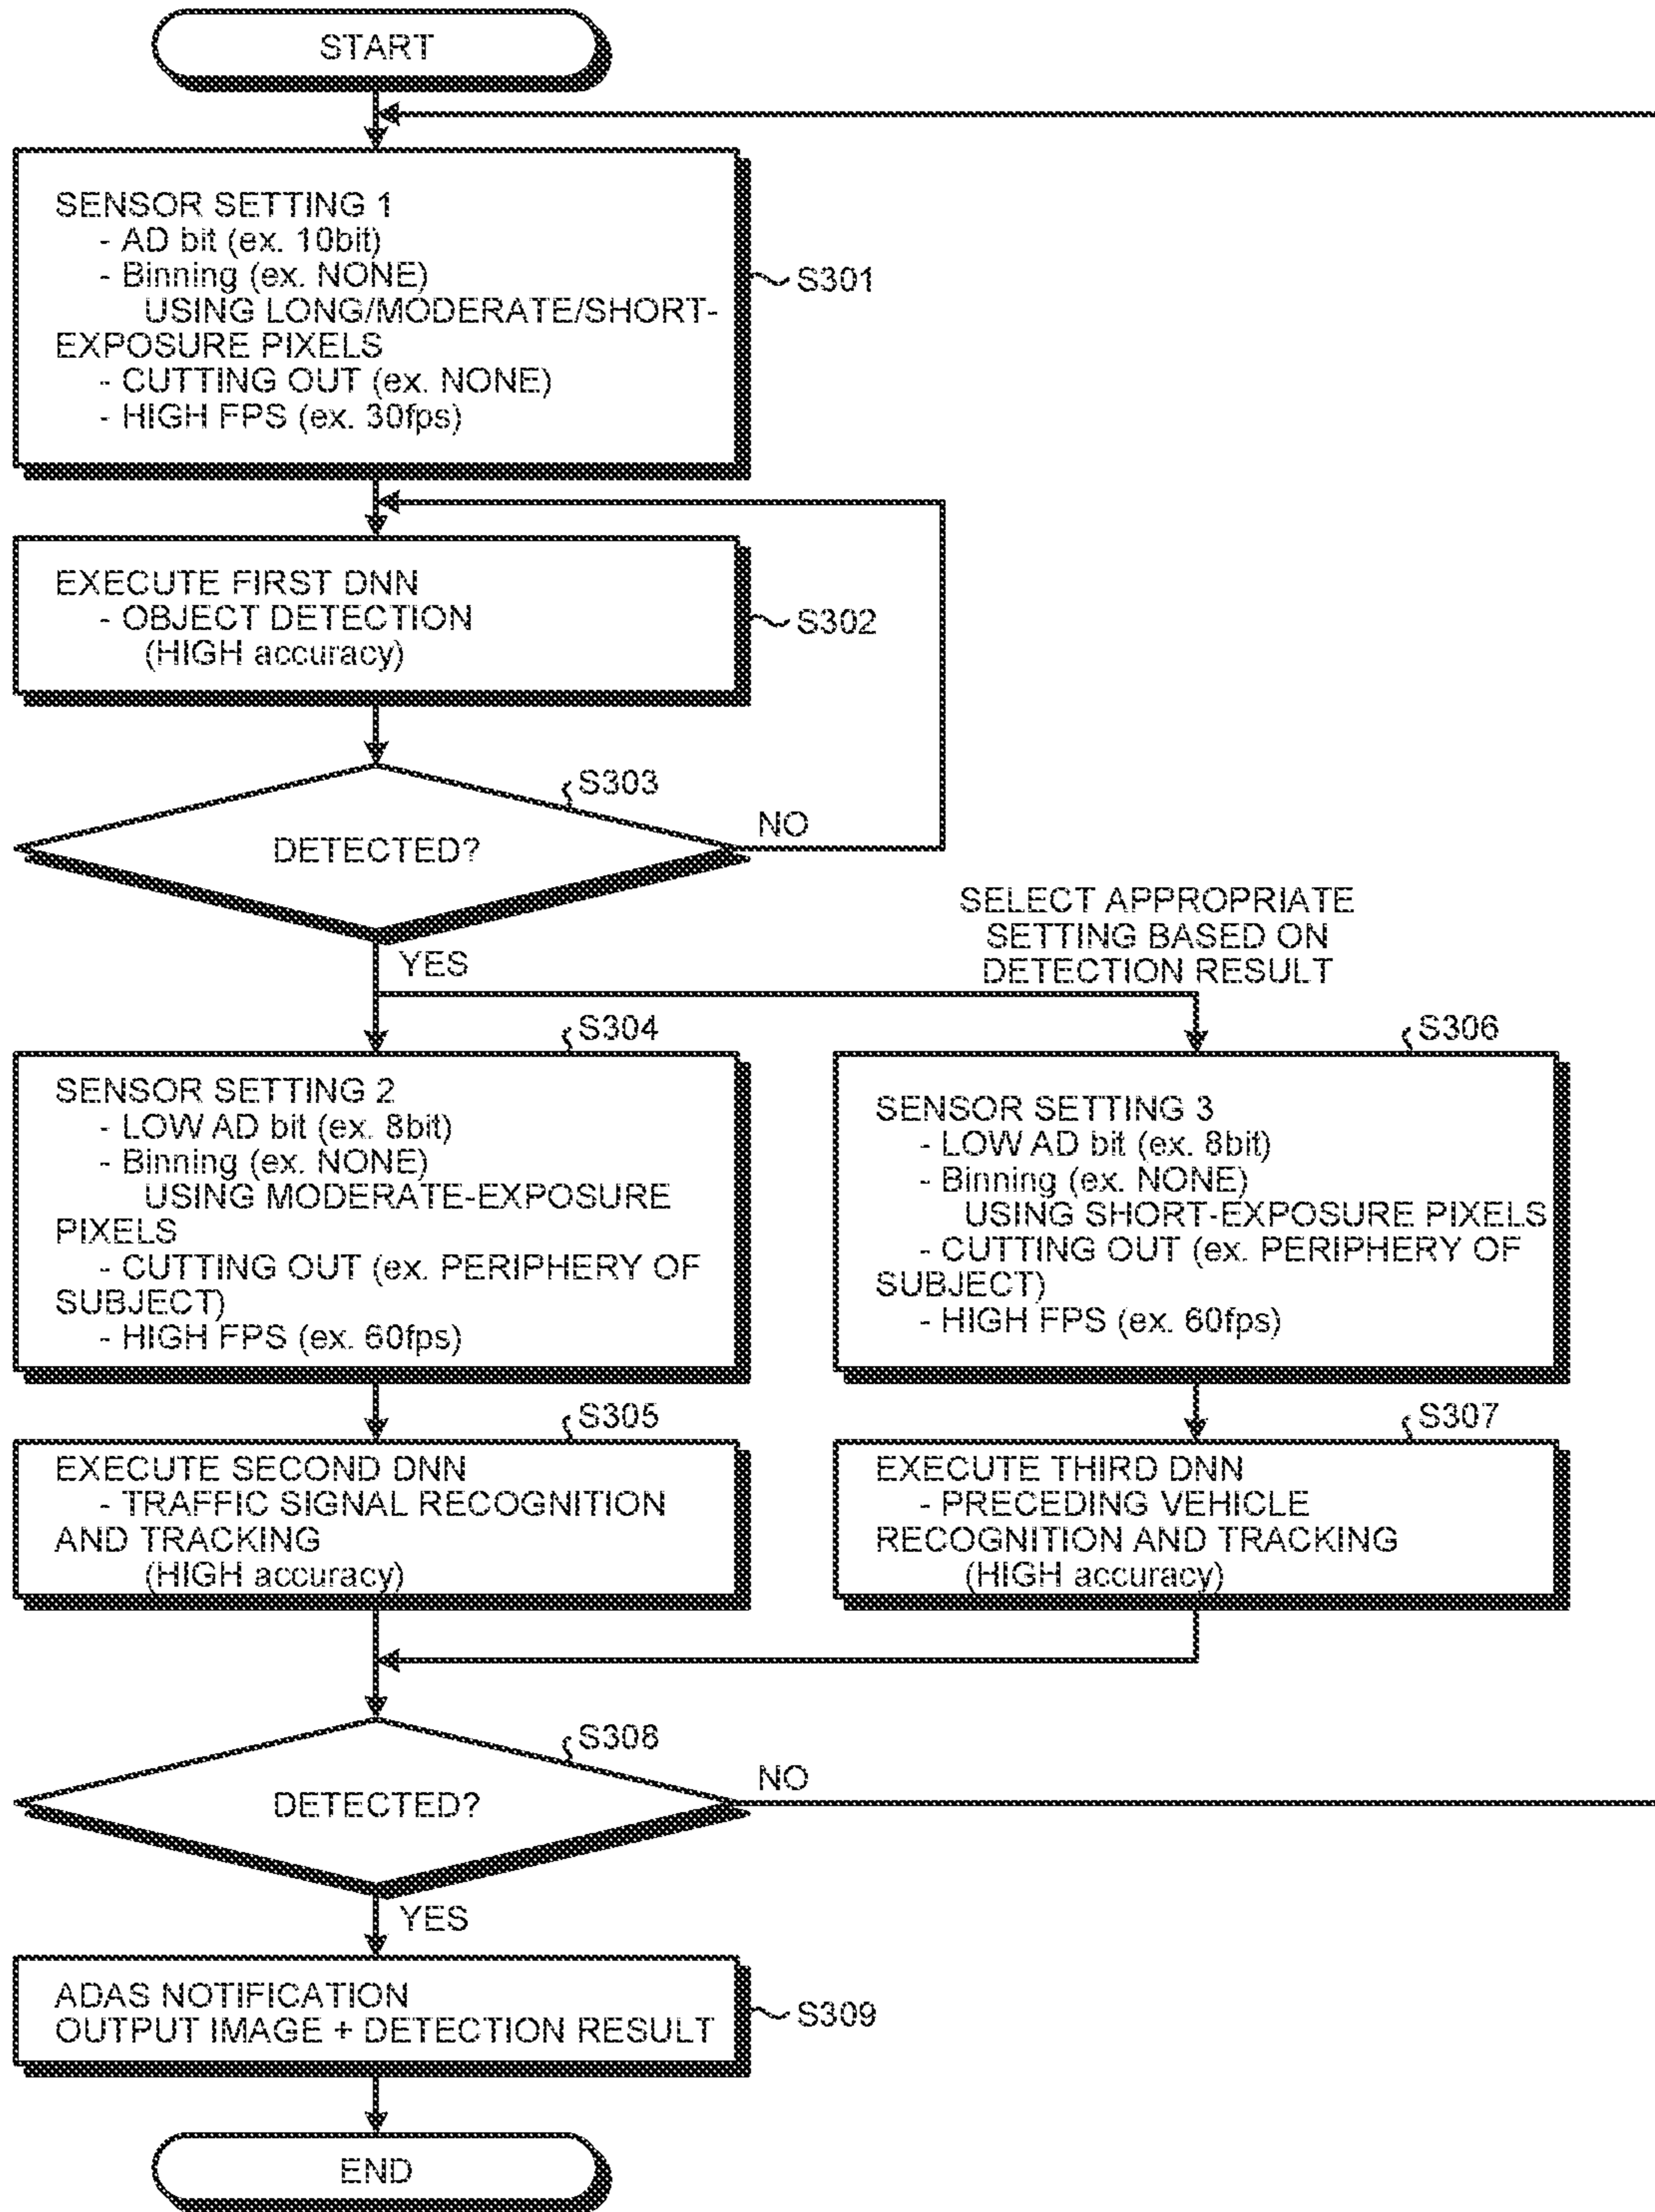 START
SENSOR SETTING 1
- AD bit (ex. 10bit)
- Binning (ex. NONE)
USING LONG/MODERATE/SHORT-
EXPOSURE PIXELS
- CUTTING OUT (ex. NONE)
- HIGH FPS (ex. 30fps)
S301
EXECUTE FIRST DNN
- OBJECT DETECTION
(HIGH accuracy)
S302
S303
DETECTED?
NO
YES
SELECT APPROPRIATE
SETTING BASED ON
DETECTION RESULT
S304
SENSOR SETTING 2
- LOW AD bit (ex. 8bit)
- Binning (ex. NONE)
USING MODERATE-EXPOSURE
PIXELS
- CUTTING OUT (ex. PERIPHERY OF
SUBJECT)
- HIGH FPS (ex. 60fps)
S306
SENSOR SETTING 3
- LOW AD bit (ex. 8bit)
- Binning (ex. NONE)
USING SHORT-EXPOSURE PIXELS
- CUTTING OUT (ex. PERIPHERY OF
SUBJECT)
- HIGH FPS (ex. 60fps)
S305
EXECUTE SECOND DNN
- TRAFFIC SIGNAL RECOGNITION
AND TRACKING
(HIGH accuracy)
S307
EXECUTE THIRD DNN
- PRECEDING VEHICLE
RECOGNITION AND TRACKING
(HIGH accuracy)
S308
DETECTED?
NO
YES
ADAS NOTIFICATION
OUTPUT IMAGE + DETECTION RESULT
S309
END